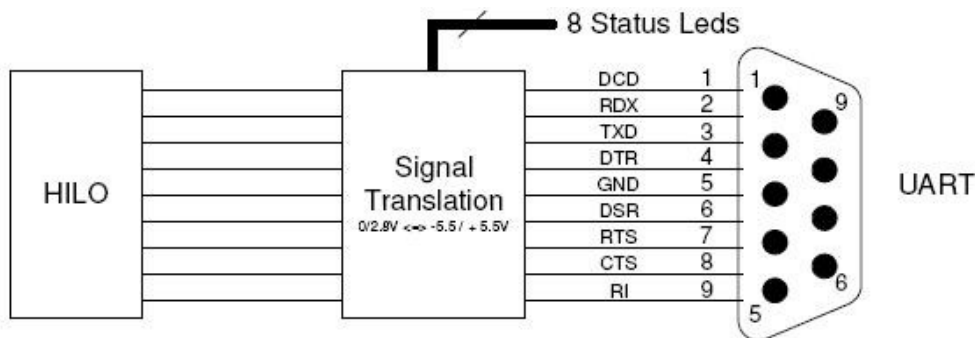 8 Status Leds
HILO
Signal
Translation
0/2.8V <=> -5.5 / + 5.5V
DCD 1
RDX 2
TXD 3
DTR 4
GND 5
DSR 6
RTS 7
CTS 8
RI 9
1
9
6
5
UART